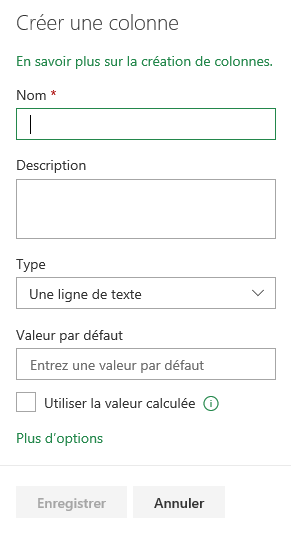 Créer une colonne
En savoir plus sur la création de colonnes.
Nom *
Description
Type
Une ligne de texte
Valeur par défaut
Entrez une valeur par défaut
Utiliser la valeur calculée
Plus d'options
Enregistrer Annuler